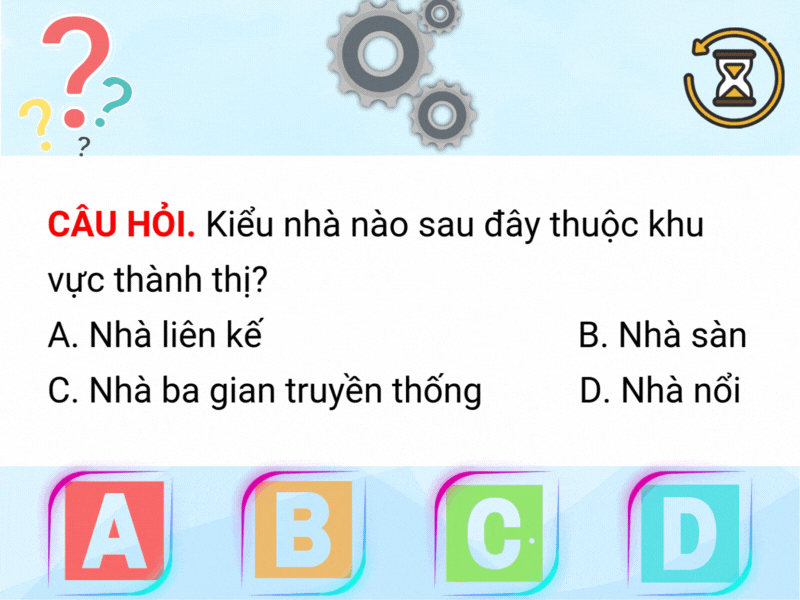 ? ? ? ?
CÂU HỎI. Kiểu nhà nào sau đây thuộc khu
vực thành thị?
A. Nhà liên kế B. Nhà sàn
C. Nhà ba gian truyền thống D. Nhà nổi
A B C D